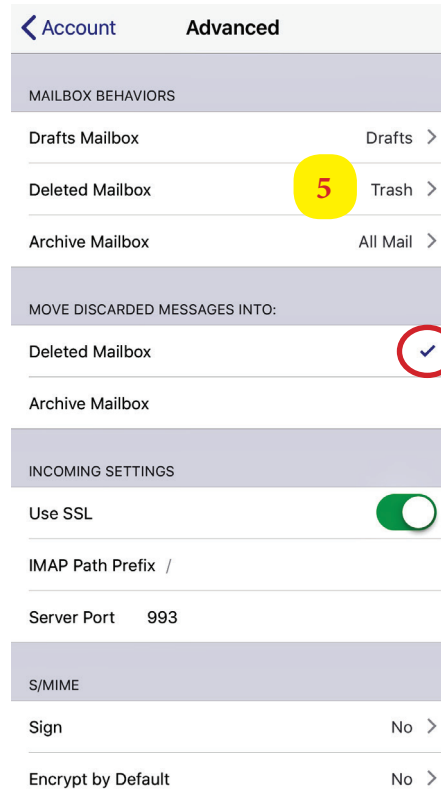 Account Advanced
MAILBOX BEHAVIORS
Drafts Mailbox Drafts
Deleted Mailbox 5 Trash
Archive Mailbox All Mail
MOVE DISCARDED MESSAGES INTO:
Deleted Mailbox
Archive Mailbox
INCOMING SETTINGS
Use SSL
IMAP Path Prefix /
Server Port 993
S/MIME
Sign No
Encrypt by Default No